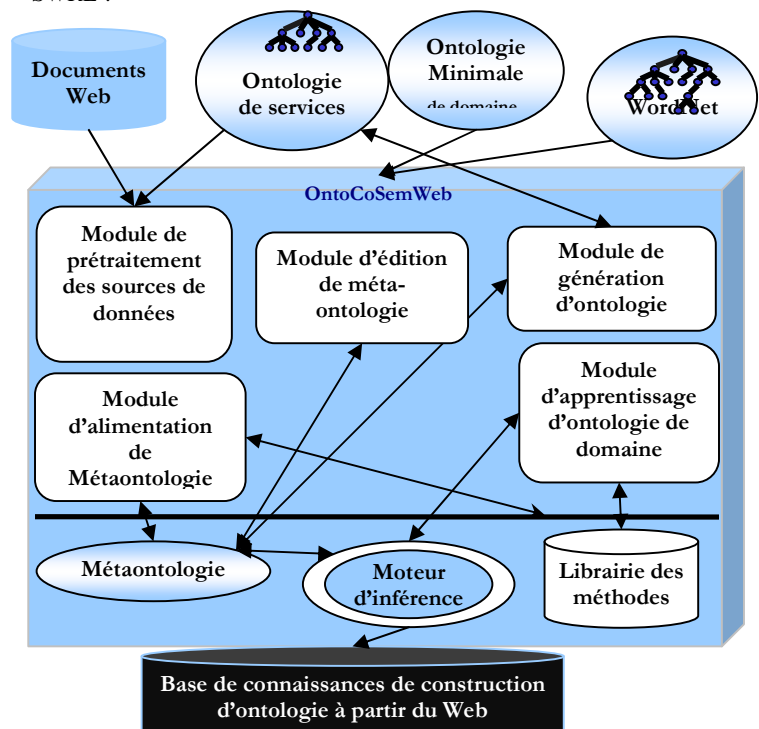 SWRL .
Documents
Web
Ontologie
de services
Ontologie
Minimale
de domaine
WordNet
OntoCoSemWeb
Module de
prétraitement
des sources de
données
Module d'édition
de méta-
ontologie
Module de
génération
d'ontologie
Module
d'alimentation
de
Métaontologie
Module
d'apprentissage
d'ontologie de
domaine
Métaontologie
Moteur
d'inférence
Librairie des
méthodes
Base de connaissances de construction
d'ontologie à partir du Web